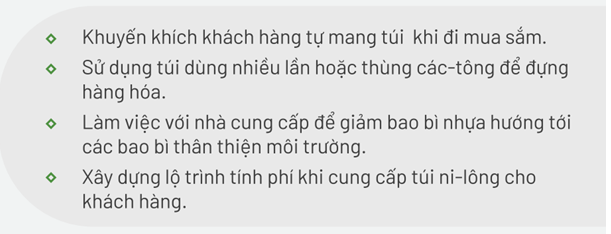 Khuyến khích khách hàng tự mang túi khi đi mua sắm.
Sử dụng túi dùng nhiều lần hoặc thùng các-tông để đựng
hàng hóa.
Làm việc với nhà cung cấp để giảm bao bì nhựa hướng tới
các bao bì thân thiện môi trường.
Xây dựng lộ trình tính phí khi cung cấp túi ni-lông cho
khách hàng.